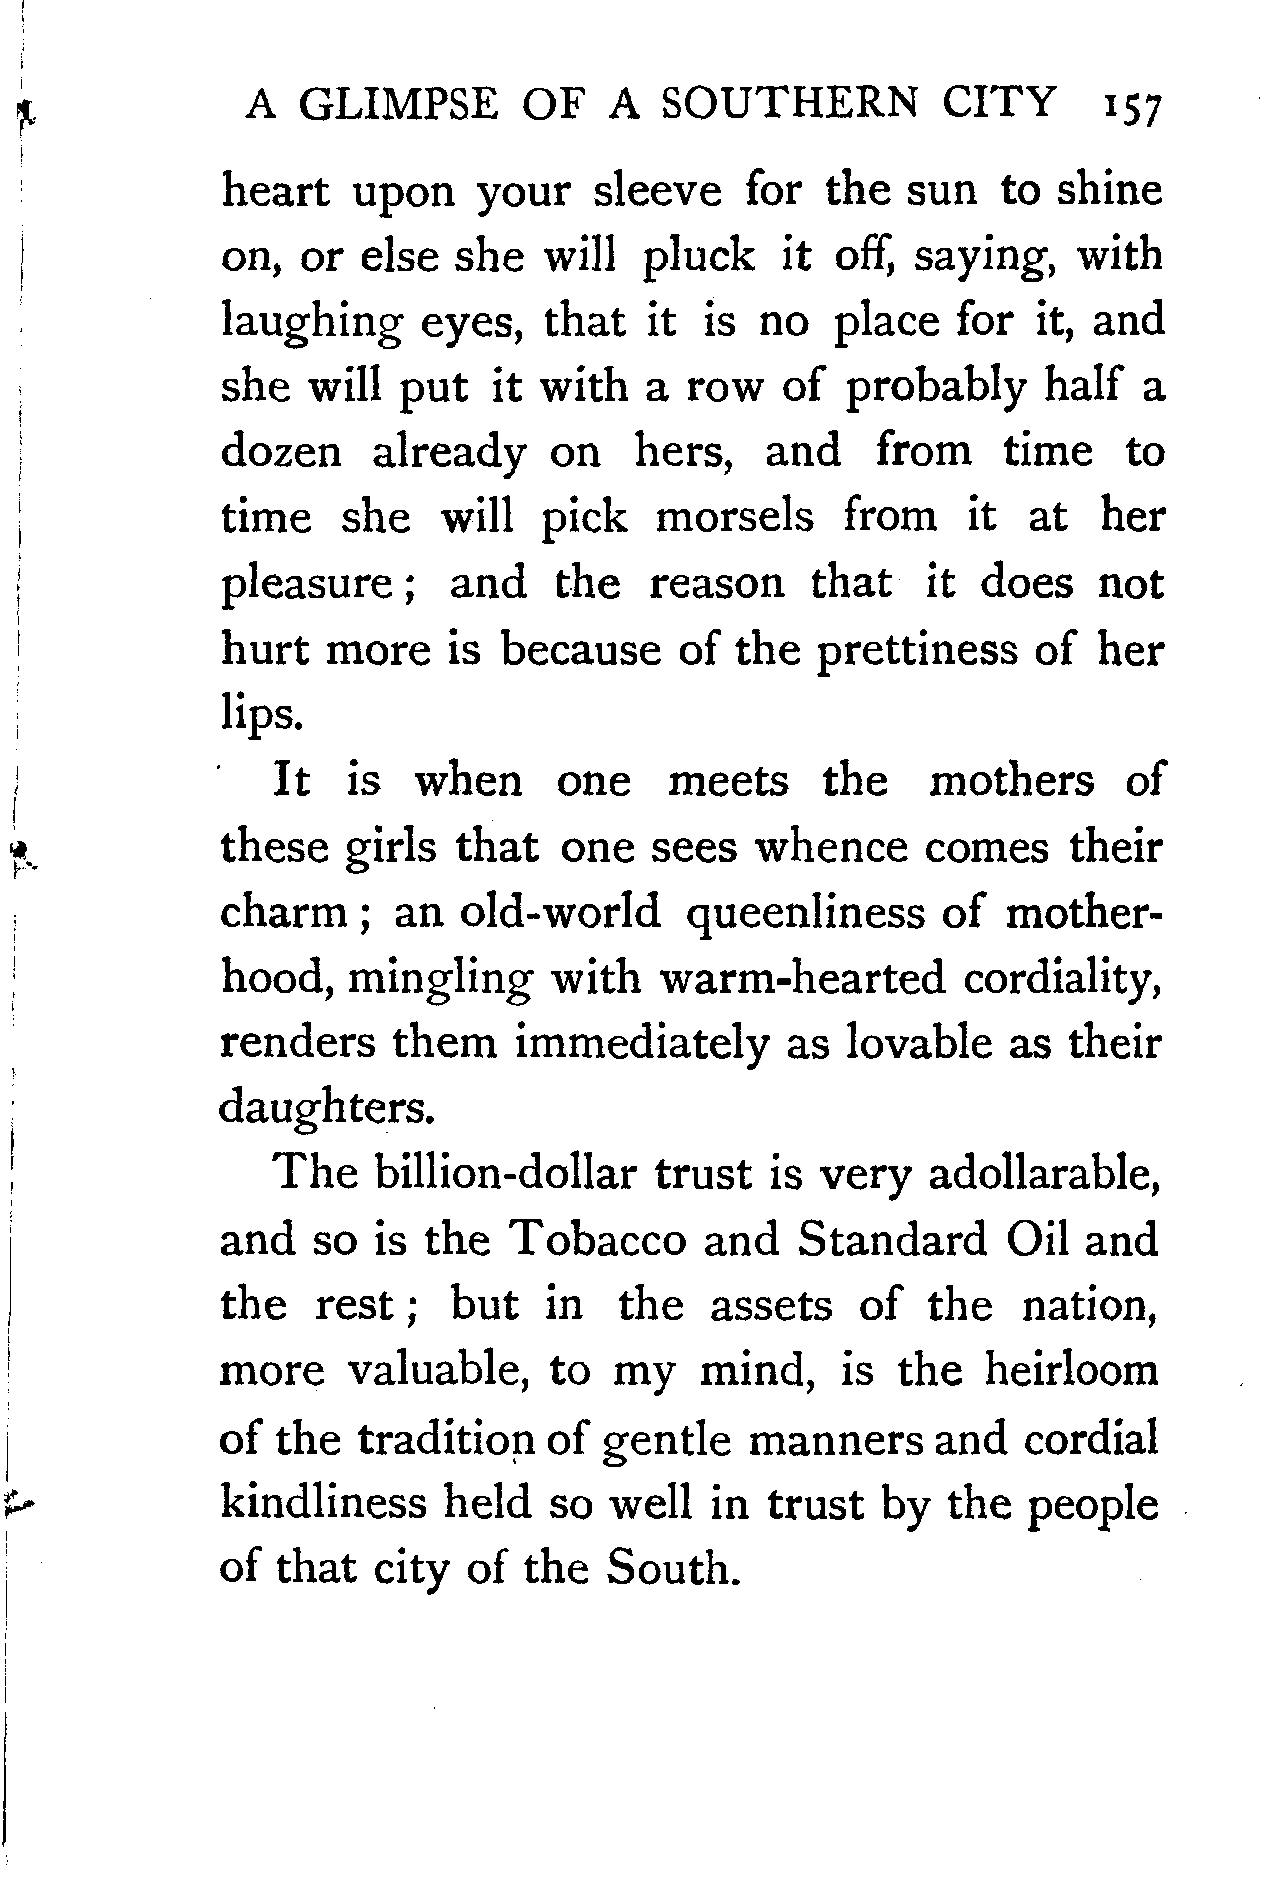 A GLIMPSE OF A SOUTHERN CITY 157
heart upon your sleeve for the sun to shine
on, or else she will pluck it off, saying, with
laughing eyes, that it is no place for it, and
she will put it with a row of probably half a
dozen already on hers, and from time to
time she will pick morsels from it at her
pleasure ; and the reason that it does not
hurt more is because of the prettiness of her
lips.
It is when one meets the mothers of
these girls that one sees whence comes their
charm ; an old-world queenliness of mother-
hood, mingling with warm-hearted cordiality,
renders them immediately as lovable as their
daughters.
The billion-dollar trust is very adollarable,
and so is the Tobacco and Standard Oil and
the rest ; but in the assets of the nation,
more valuable, to my mind, is the heirloom
of the tradition of gentle manners and cordial
kindliness held so well in trust by the people
of that city of the South.